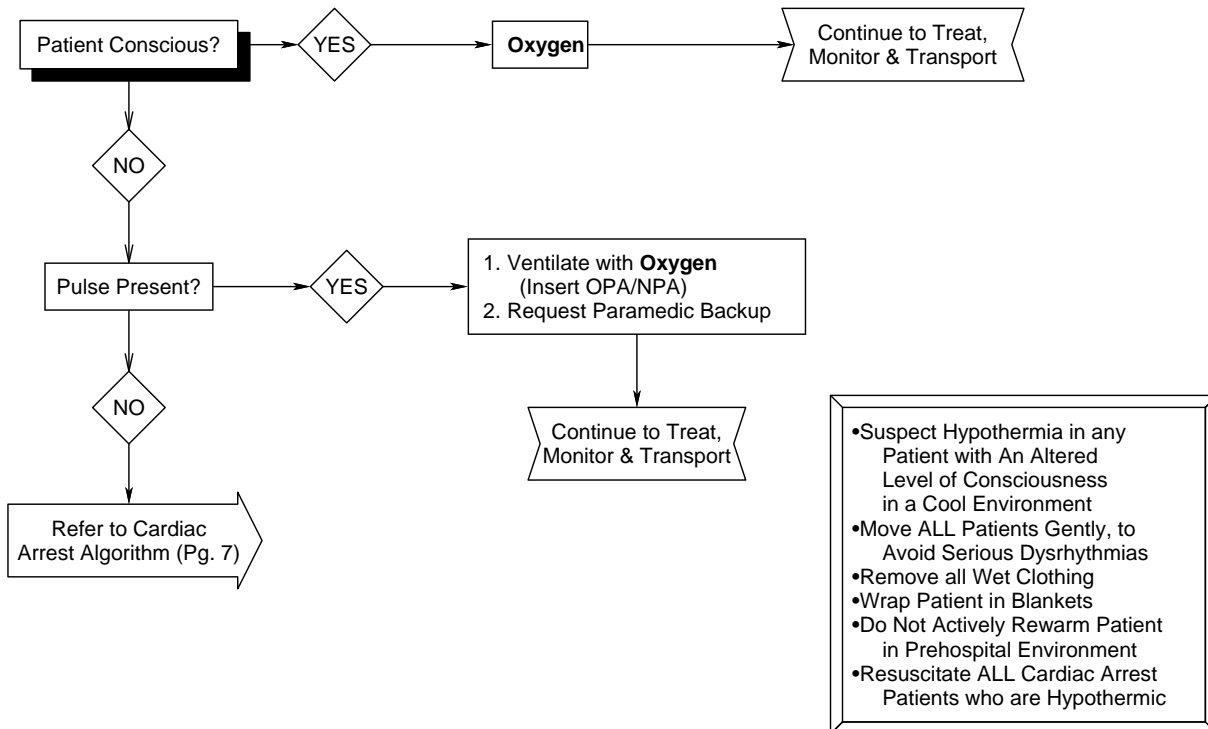 Patient Conscious?
YES
Oxygen
Continue to Treat,
Monitor & Transport
NO
Pulse Present?
YES
1. Ventilate with Oxygen
(Insert OPA/NPA)
2. Request Paramedic Backup
NO
Continue to Treat,
Monitor & Transport
Refer to Cardiac
Arrest Algorithm (Pg. 7)
•Suspect Hypothermia in any
Patient with An Altered
Level of Consciousness
in a Cool Environment
•Move ALL Patients Gently, to
Avoid Serious Dysrhythmias
•Remove all Wet Clothing
•Wrap Patient in Blankets
•Do Not Actively Rewarm Patient
in Prehospital Environment
•Resuscitate ALL Cardiac Arrest
Patients who are Hypothermic